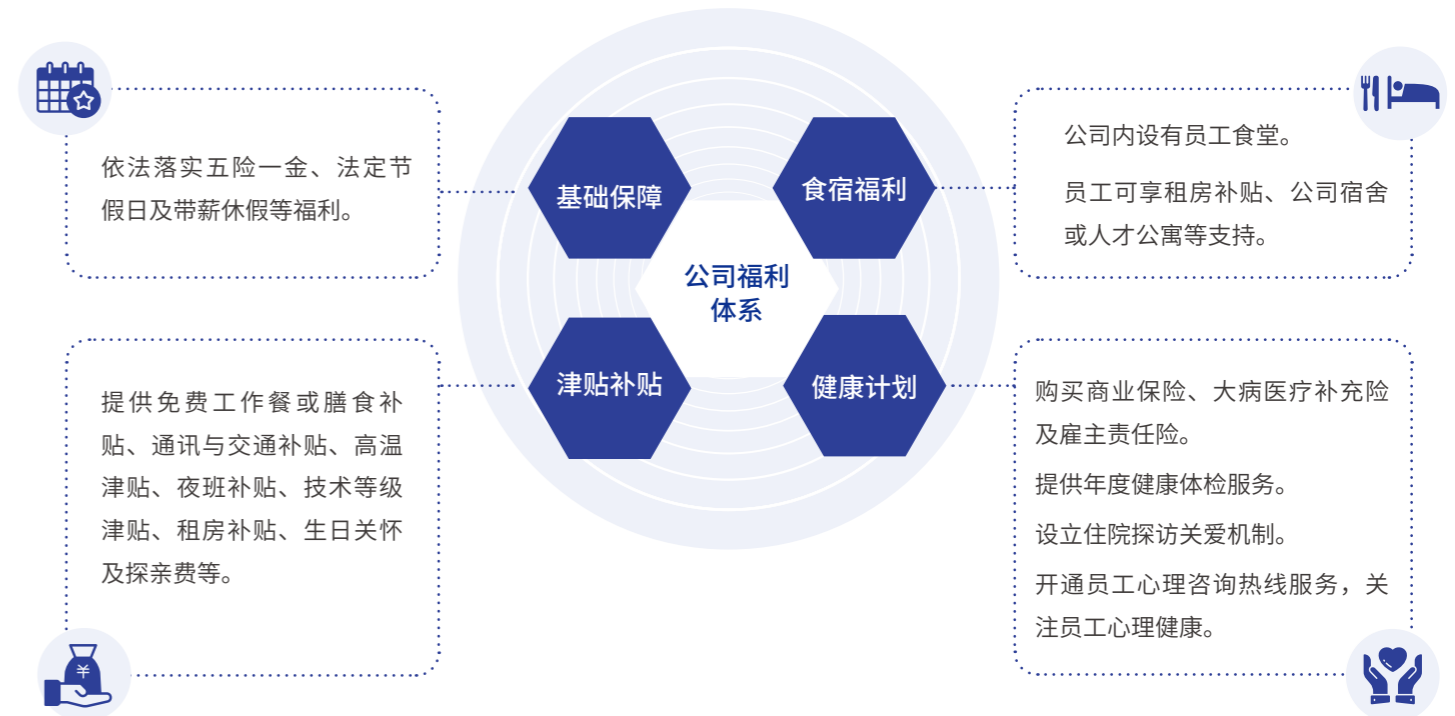 依法落实五险一金、法定节
假日及带薪休假等福利。
基础保障
食宿福利
公司内设有员工食堂。
员工可享租房补贴、公司宿舍
或人才公寓等支持。
公司福利
体系
提供免费工作餐或膳食补
贴、通讯与交通补贴、高温
津贴、夜班补贴、技术等级
津贴、租房补贴、生日关怀
及探亲费等。
¥
津贴补贴
健康计划
购买商业保险、大病医疗补充险
及雇主责任险。
提供年度健康体检服务。
设立住院探访关爱机制。
开通员工心理咨询热线服务，关
注员工心理健康。